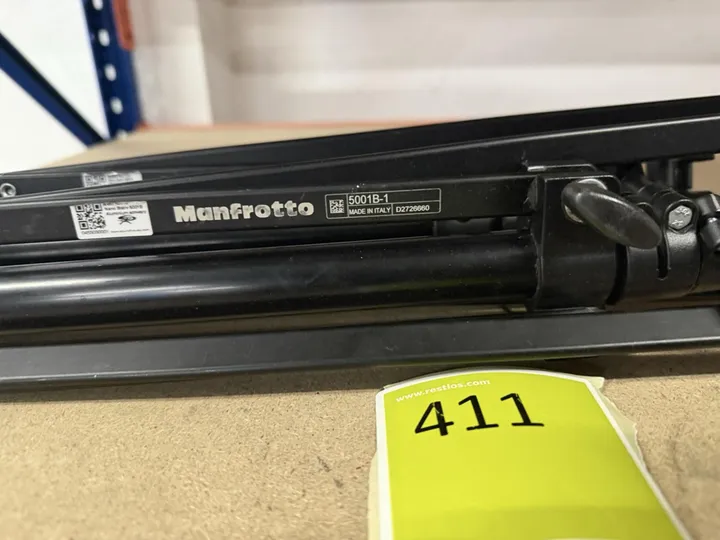 Manfrotto
5001B-1
MADE IN ITALY D2726660
www.restlos.com
411